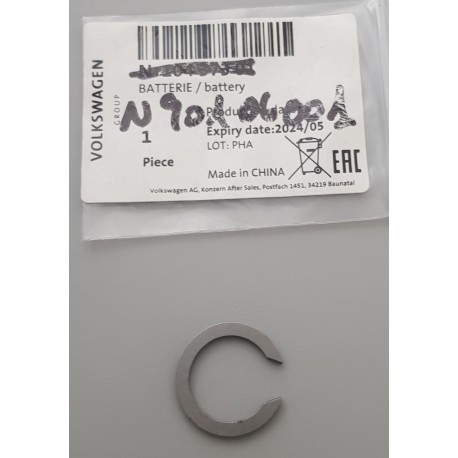 VOLKSWAGEN
GROUP
BATTERIE / battery
Expiry date:2024/05
1
LOT: PHA
Piece
Made in CHINA
EAC
Volkswagen AG, Konzern After Sales, Postfach 1451, 34219 Baunatal